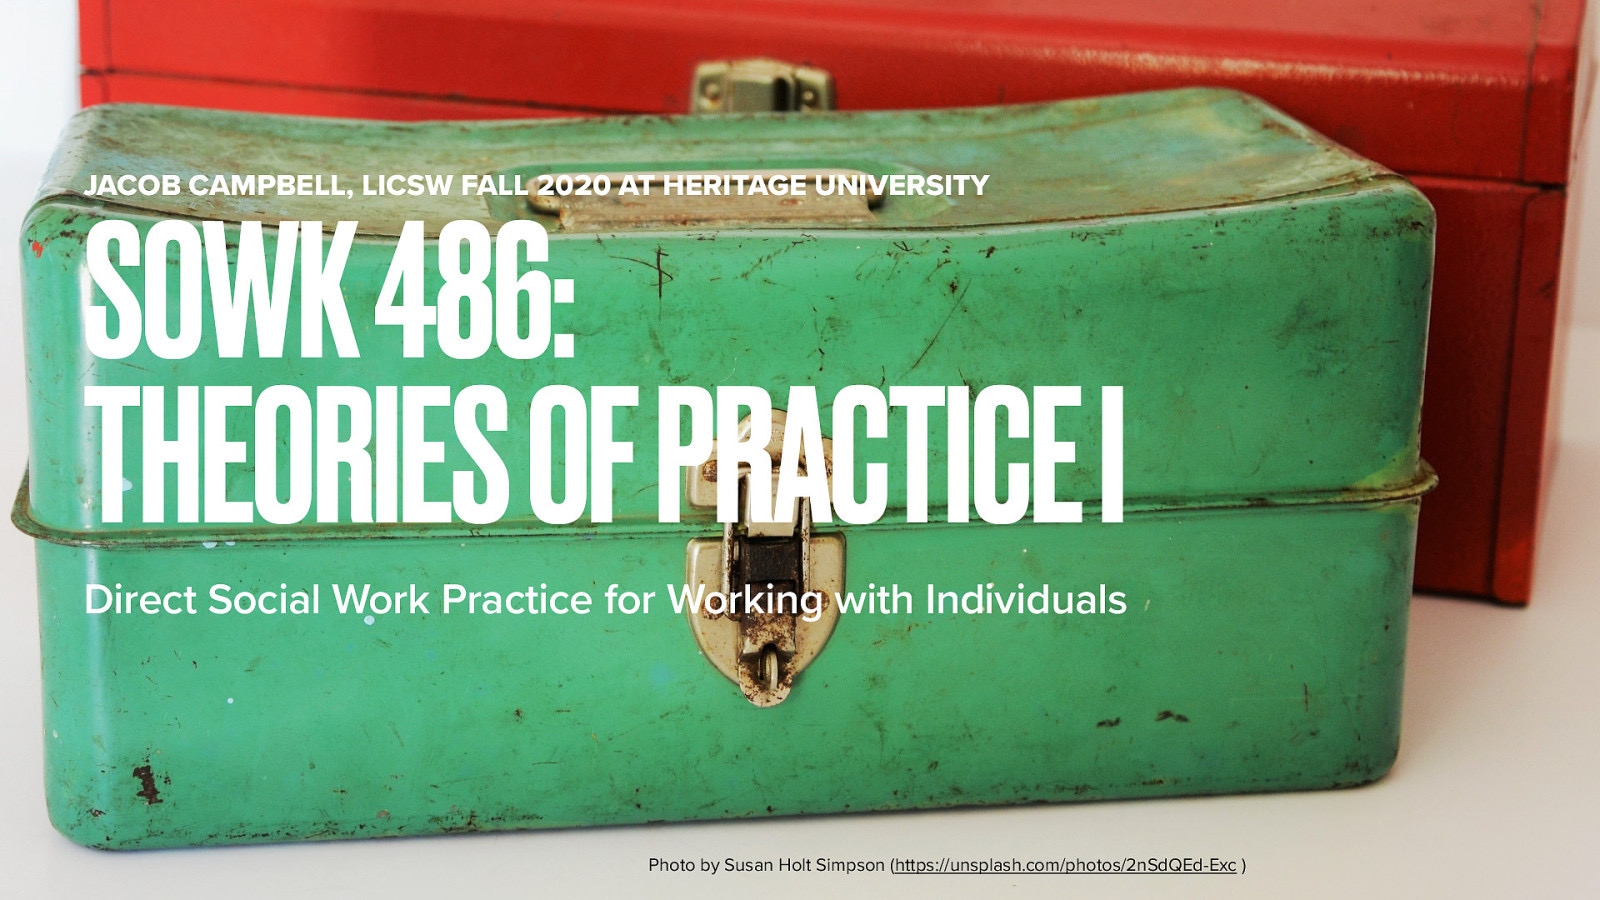 JACOB CAMPBELL, LICSW FALL 2020 AT HERITAGE UNIVERSITY
SOWK 486:
THEORIES OF PRACTICE I
Direct Social Work Practice for Working with Individuals
Photo by Susan Holt Simpson (https://unsplash.com/photos/2nSdQEd-Exc )